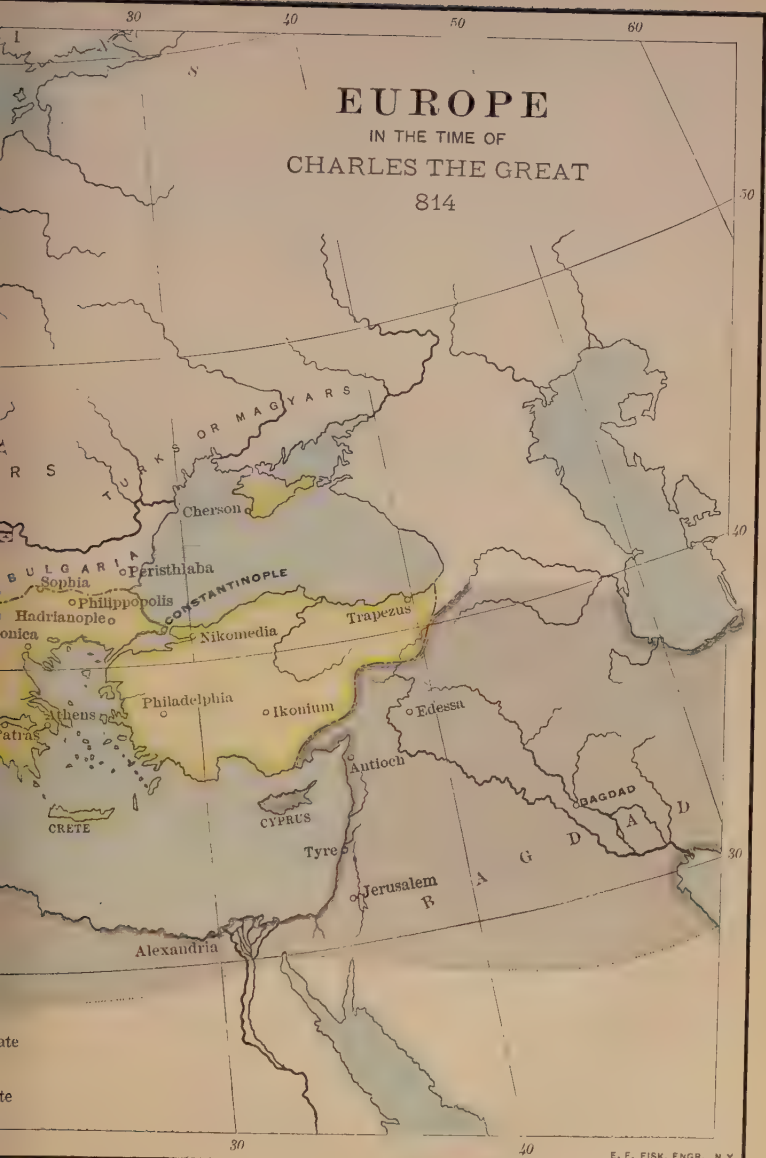 30
40
50
60
EUROPE
IN THE TIME OF
CHARLES THE GREAT
814
50
TURKS OR MAGYARS
R S
Cherson
40
BULGARIA
Peristhlaba
Sophia
CONSTANTINOPLE
Philippopolis
Hadrianople
Trapezus
onica
Nikomedia
Philadelphia
Ikonium
Edessa
Athens
Patras
Antioch
BAGDAD
CRETE
CYPRUS
BAGDAD
Tyre
30
Jerusalem
Alexandria
ate
te
30
40
E. F. FISK ENGR. N.Y.